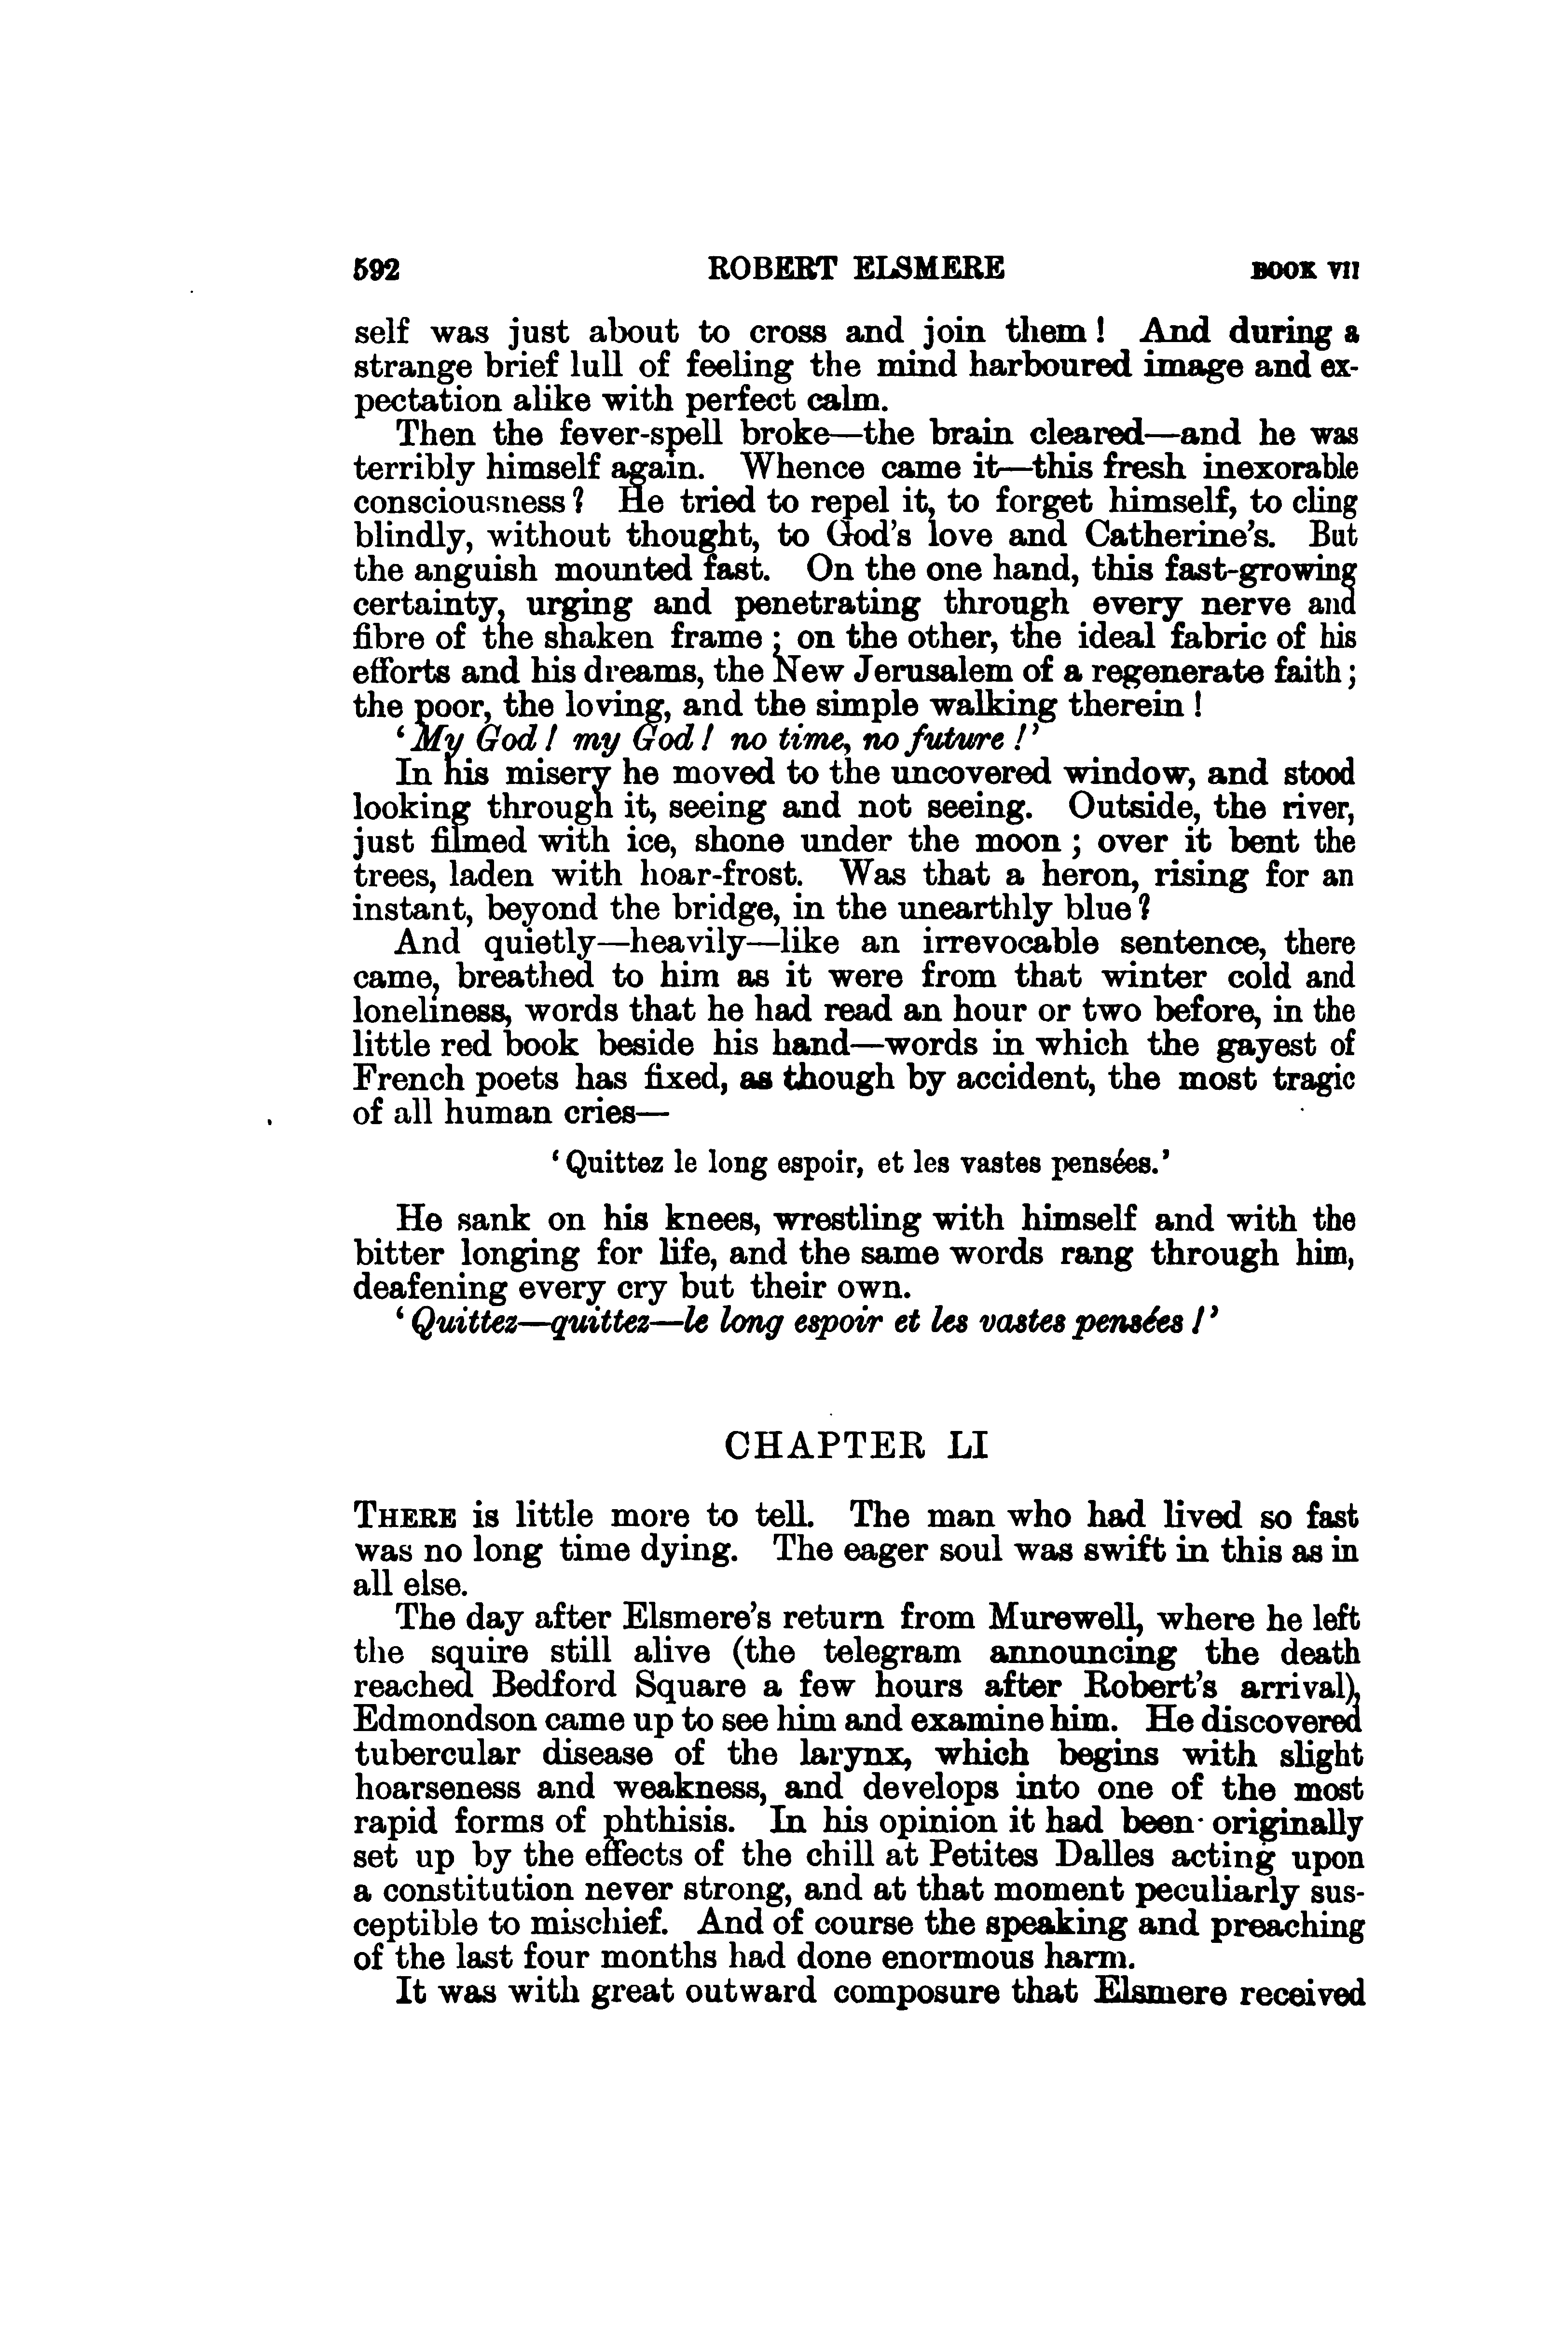 592 ROBERT ELSMERE BOOK VII
self was just about to cross and join them! And during a
strange brief lull of feeling the mind harboured image and ex-
pectation alike with perfect calm.
Then the fever-spell broke—the brain cleared—and he was
terribly himself again. Whence came it—this fresh inexorable
consciousness? He tried to repel it, to forget himself, to cling
blindly, without thought, to God's love and Catherine's. But
the anguish mounted fast. On the one hand, this fast-growing
certainty, urging and penetrating through every nerve and
fibre of the shaken frame; on the other, the ideal fabric of his
efforts and his dreams, the New Jerusalem of a regenerate faith;
the poor, the loving, and the simple walking therein!
'My God! my God! no time, no future!'
In his misery he moved to the uncovered window, and stood
looking through it, seeing and not seeing. Outside, the river,
just filmed with ice, shone under the moon; over it bent the
trees, laden with hoar-frost. Was that a heron, rising for an
instant, beyond the bridge, in the unearthly blue?
And quietly—heavily—like an irrevocable sentence, there
came, breathed to him as it were from that winter cold and
loneliness, words that he had read an hour or two before, in the
little red book beside his hand—words in which the gayest of
French poets has fixed, as though by accident, the most tragic
of all human cries—
'Quittez le long espoir, et les vastes pensées.'
He sank on his knees, wrestling with himself and with the
bitter longing for life, and the same words rang through him,
deafening every cry but their own.
'Quittez—quittez—le long espoir et les vastes pensées!'
CHAPTER LI
THERE is little more to tell. The man who had lived so fast
was no long time dying. The eager soul was swift in this as in
all else.
The day after Elsmere's return from Murewell, where he left
the squire still alive (the telegram announcing the death
reached Bedford Square a few hours after Robert's arrival),
Edmondson came up to see him and examine him. He discovered
tubercular disease of the larynx, which begins with slight
hoarseness and weakness, and develops into one of the most
rapid forms of phthisis. In his opinion it had been originally
set up by the effects of the chill at Petites Dalles acting upon
a constitution never strong, and at that moment peculiarly sus-
ceptible to mischief. And of course the speaking and preaching
of the last four months had done enormous harm.
It was with great outward composure that Elsmere received